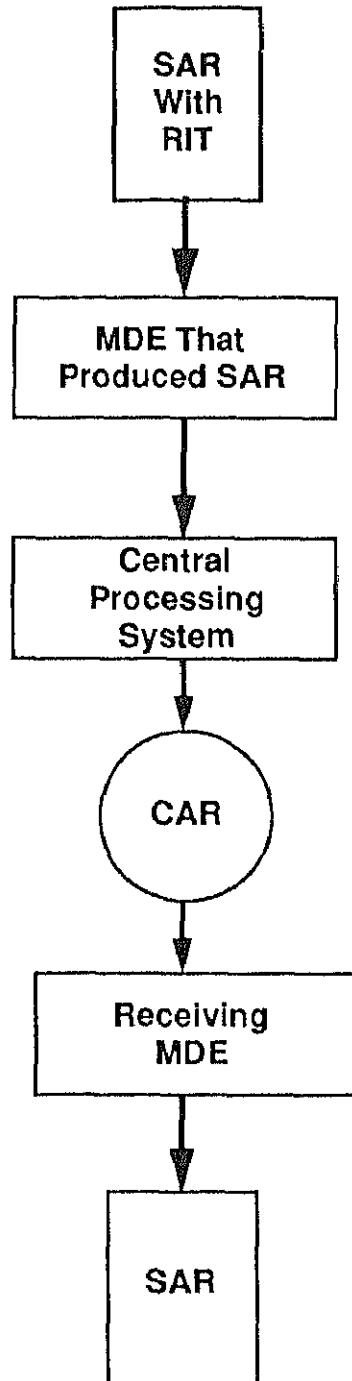 SAR
With
RIT
MDE That
Produced SAR
Central
Processing
System
CAR
Receiving
MDE
SAR